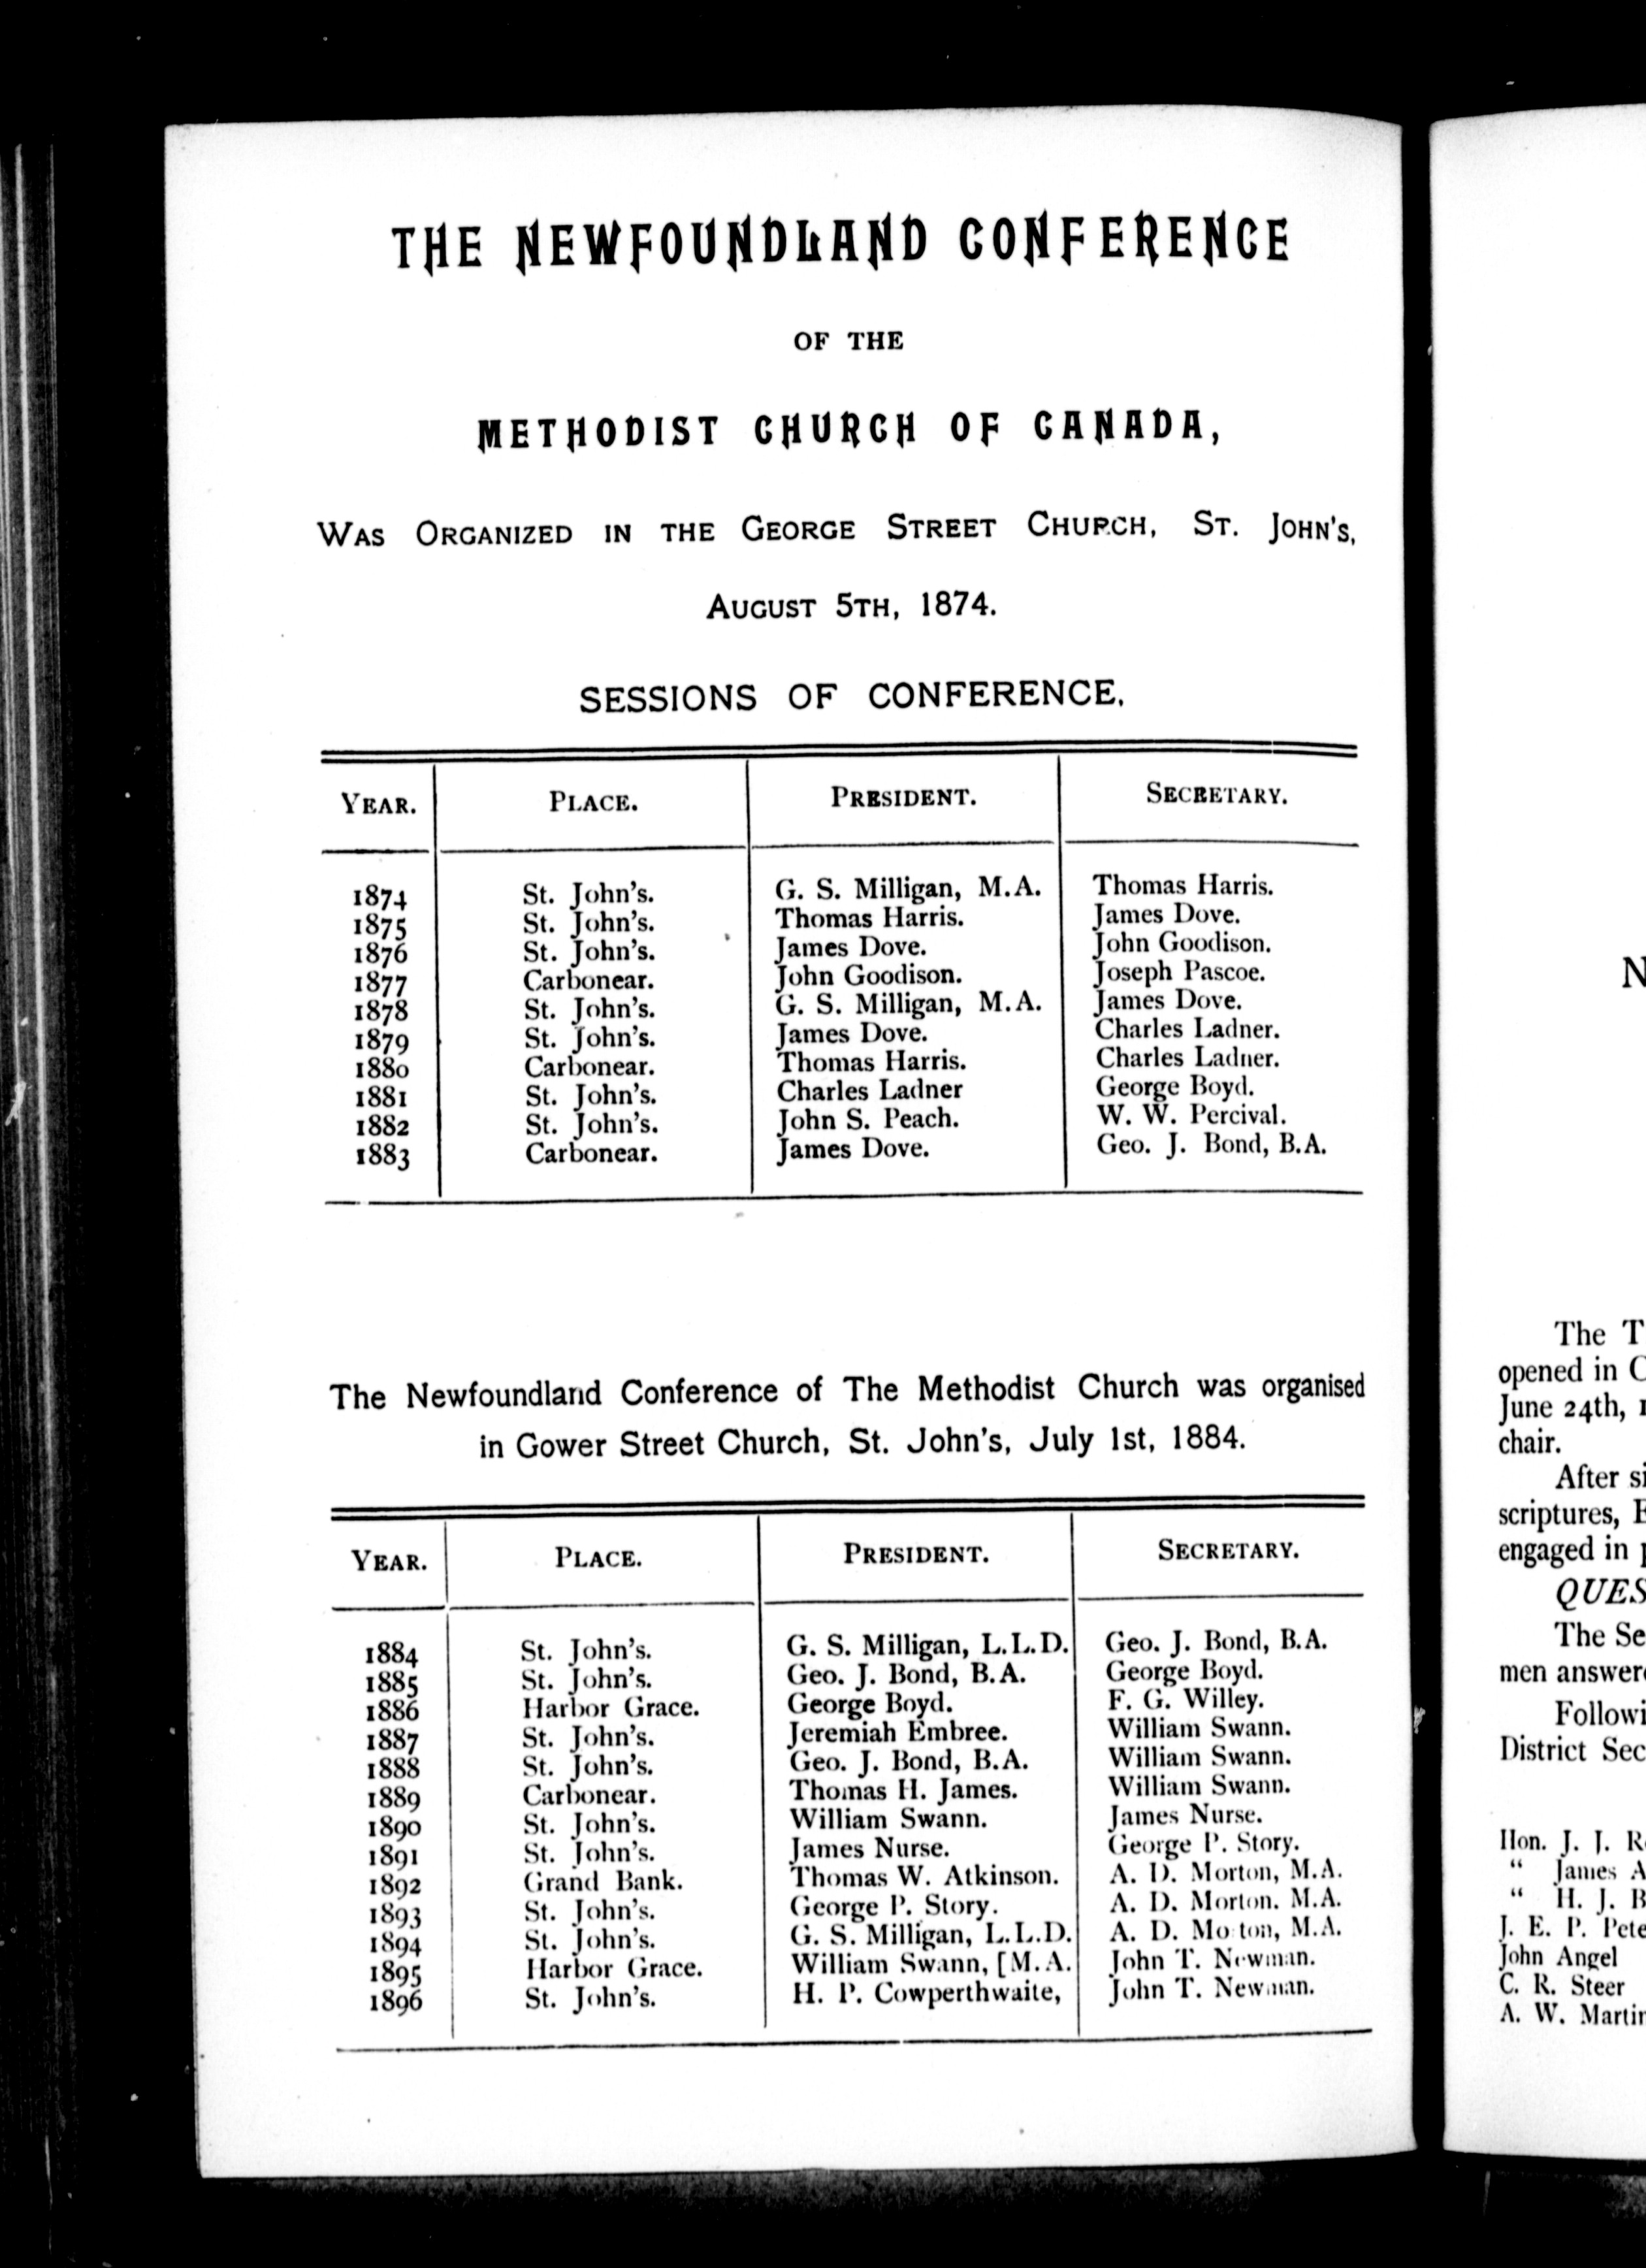 THE NEWFOUNDLAND CONFERENCE
OF THE
METHODIST CHURCH OF CANADA,
WAS ORGANIZED IN THE GEORGE STREET CHURCH, ST. JOHN'S,
AUGUST 5TH, 1874.
SESSIONS OF CONFERENCE,
YEAR. PLACE. PRESIDENT. SECRETARY.
1874 St. John's. G. S. Milligan, M.A. Thomas Harris.
1875 St. John's. Thomas Harris. James Dove.
1876 St. John's. James Dove. John Goodison.
1877 Carbonear. John Goodison. Joseph Pascoe.
1878 St. John's. G. S. Milligan, M.A. James Dove.
1879 St. John's. James Dove. Charles Ladner.
1880 Carbonear. Thomas Harris. Charles Ladner.
1881 St. John's. Charles Ladner George Boyd.
1882 St. John's. John S. Peach. W. W. Percival.
1883 Carbonear. James Dove. Geo. J. Bond, B.A.
The Newfoundland Conference of The Methodist Church was organised
in Gower Street Church, St. John's, July 1st, 1884.
YEAR. PLACE. PRESIDENT. SECRETARY.
1884 St. John's. G. S. Milligan, L.L.D. Geo. J. Bond, B.A.
1885 St. John's. Geo. J. Bond, B.A. George Boyd.
1886 Harbor Grace. George Boyd. F. G. Willey.
1887 St. John's. Jeremiah Embree. William Swann.
1888 St. John's. Geo. J. Bond, B.A. William Swann.
1889 Carbonear. Thomas H. James. William Swann.
1890 St. John's. William Swann. James Nurse.
1891 St. John's. James Nurse. George P. Story.
1892 Grand Bank. Thomas W. Atkinson. A. D. Morton, M.A.
1893 St. John's. George P. Story. A. D. Morton. M.A.
1894 St. John's. G. S. Milligan, L.L.D. A. D. Morton, M.A.
1895 Harbor Grace. William Swann, [M.A. John T. Newman.
1896 St. John's. H. P. Cowperthwaite, John T. Newman.
N
The T
opened in
June 24th,
chair.
After
scriptures,
engaged in
QUES
The Se
men answer
Followi
District Sec
Hon. J. J. R
" James A
" H. J. B
J. E. P. Pete
John Angel
C. R. Steer
A. W. Martin